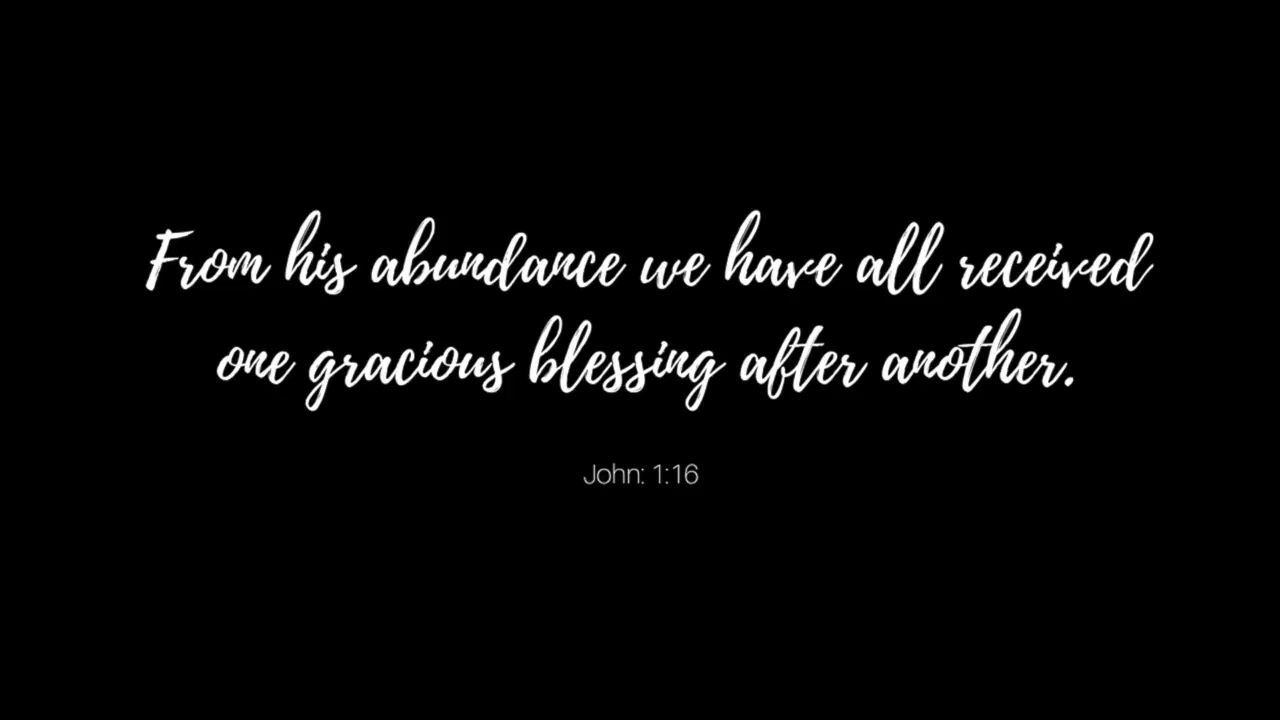 From his abundance we have all received
one gracious blessing after another.
John: 1:16